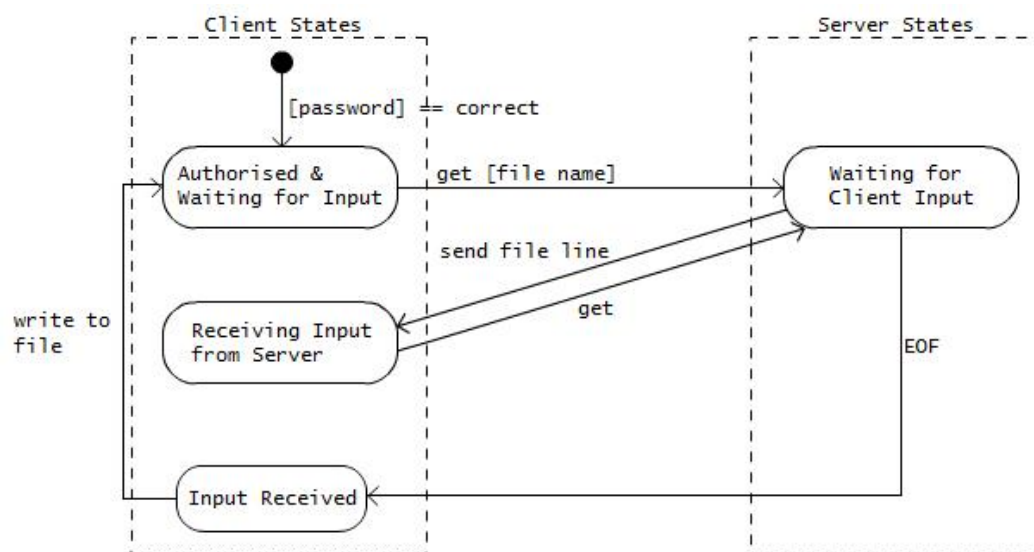 Client States
Server States
[password] == correct
Authorised &
Waiting for Input
get [file name]
Waiting for
Client Input
send file line
get
Receiving Input
from Server
write to
file
EOF
Input Received